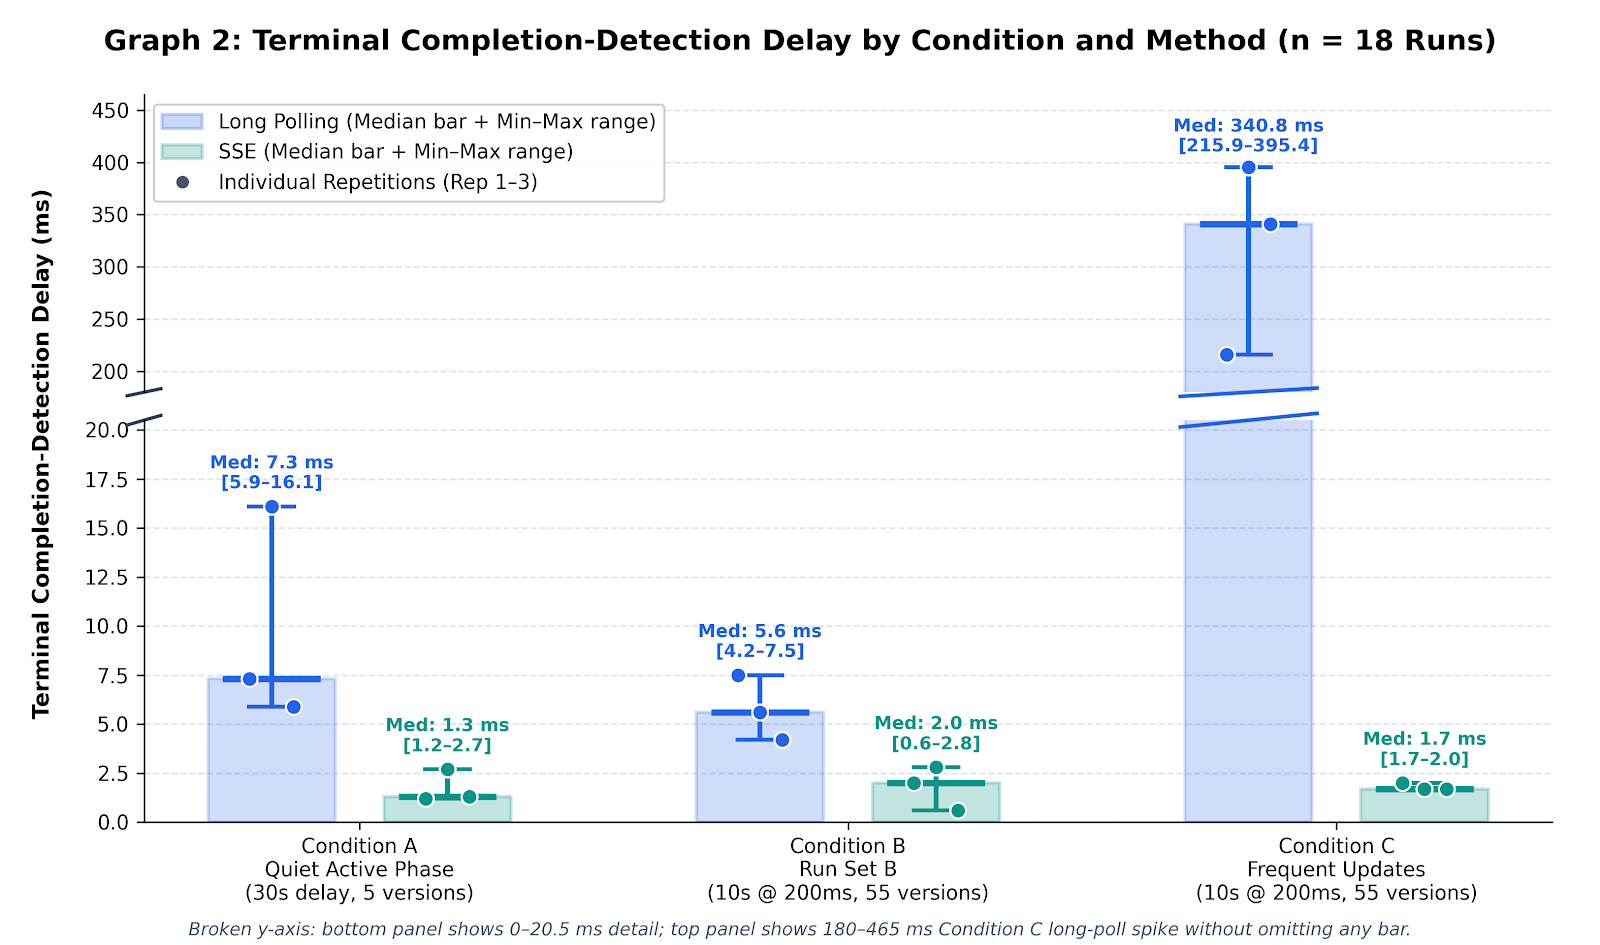 Graph 2: Terminal Completion-Detection Delay by Condition and Method (n = 18 Runs)
Terminal Completion-Detection Delay (ms)
450
400
350
300
250
200
20.0
17.5
15.0
12.5
10.0
7.5
5.0
2.5
0.0
Long Polling (Median bar + Min–Max range)
SSE (Median bar + Min–Max range)
Individual Repetitions (Rep 1–3)
Med: 7.3 ms
[5.9–16.1]
Med: 1.3 ms
[1.2–2.7]
Med: 5.6 ms
[4.2–7.5]
Med: 2.0 ms
[0.6–2.8]
Med: 340.8 ms
[215.9–395.4]
Med: 1.7 ms
[1.7–2.0]
Condition A
Quiet Active Phase
(30s delay, 5 versions)
Condition B
Run Set B
(10s @ 200ms, 55 versions)
Condition C
Frequent Updates
(10s @ 200ms, 55 versions)
Broken y-axis: bottom panel shows 0–20.5 ms detail; top panel shows 180–465 ms Condition C long-poll spike without omitting any bar.